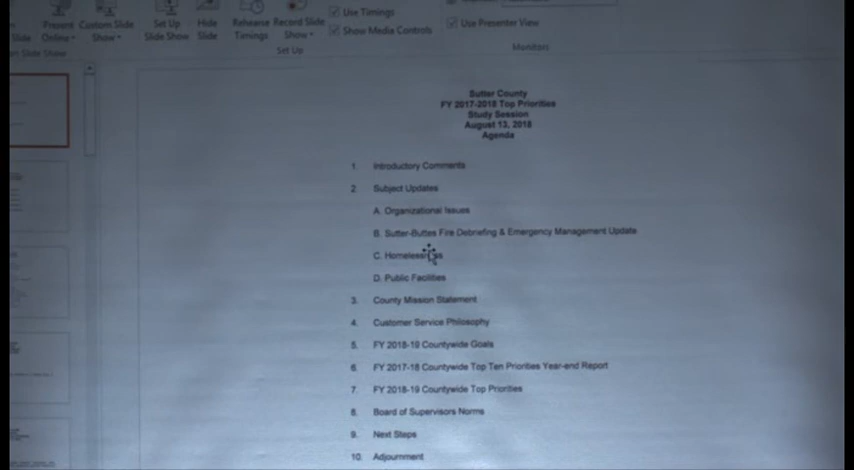 Present Online
Custom Slide Show
Set Up Slide Show
Hide Slide
Rehearse Timings
Record Slide Show
Use Timings
Show Media Controls
Use Presenter View
Slide
Slide Show
Set Up
Monitors
Sutter County
FY 2017-2018 Top Priorities
Study Session
August 13, 2018
Agenda
1. Introductory Comments
2. Subject Updates
A. Organizational Issues
B. Sutter-Buttes Fire Debriefing & Emergency Management Update
C. Homelessness
D. Public Facilities
3. County Mission Statement
4. Customer Service Philosophy
5. FY 2018-19 Countywide Goals
6. FY 2017-18 Countywide Top Ten Priorities Year-end Report
7. FY 2018-19 Countywide Top Priorities
8. Board of Supervisors Norms
9. Next Steps
10. Adjournment